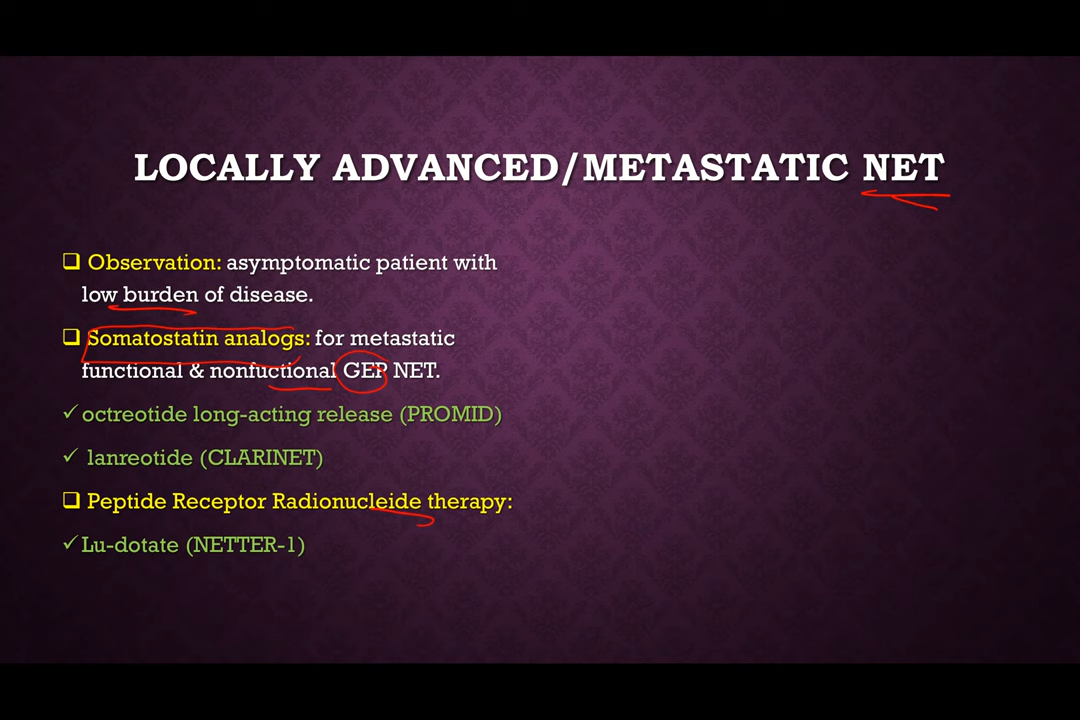 LOCALLY ADVANCED/METASTATIC NET
Observation: asymptomatic patient with
low burden of disease.
Somatostatin analogs: for metastatic
functional & nonfuctional GEP NET.
octreotide long-acting release (PROMID)
lanreotide (CLARINET)
Peptide Receptor Radionucleide therapy:
Lu-dotate (NETTER-1)